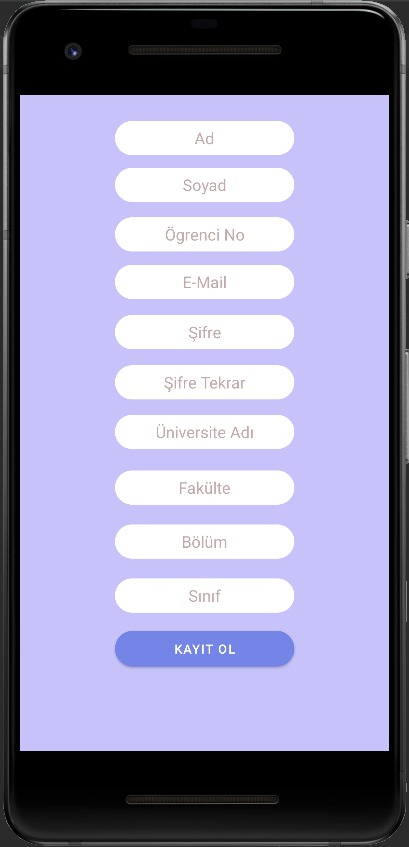 Ad
Soyad
Ögrenci No
E-Mail
Şifre
Şifre Tekrar
Üniversite Adı
Fakülte
Bölüm
Sınıf
KAYIT OL